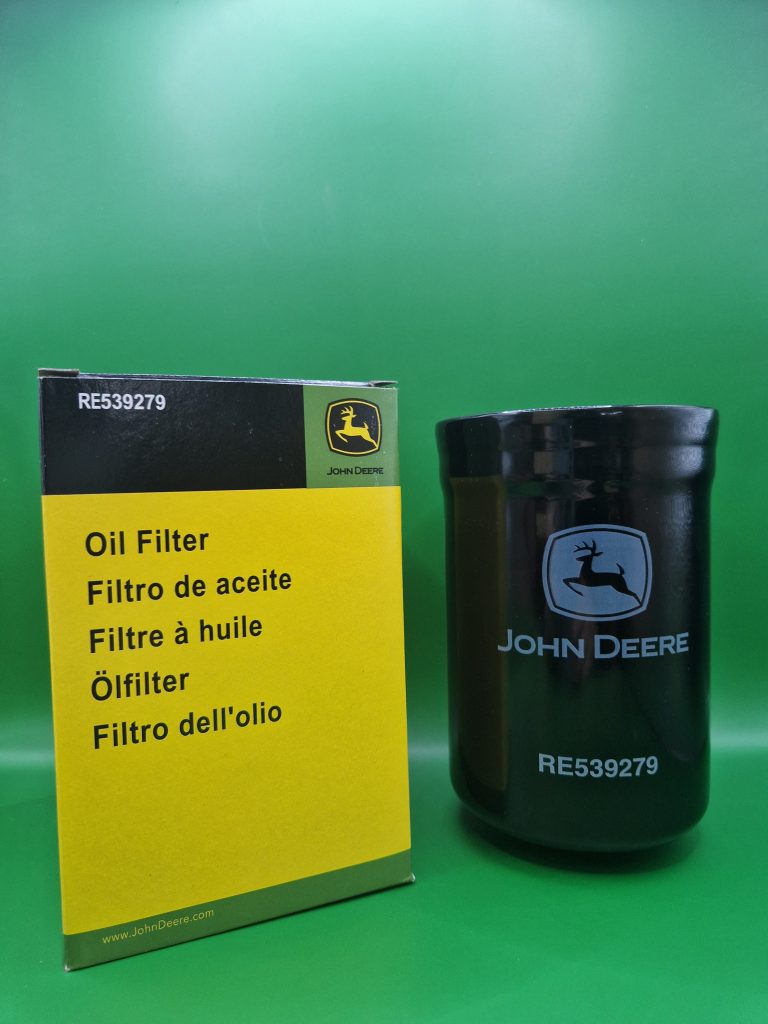 RE539279
JOHN DEERE
Oil Filter
Filtro de aceite
Filtre à huile
Ölfilter
Filtro dell'olio
www.JohnDeere.com
JOHN DEERE
RE539279